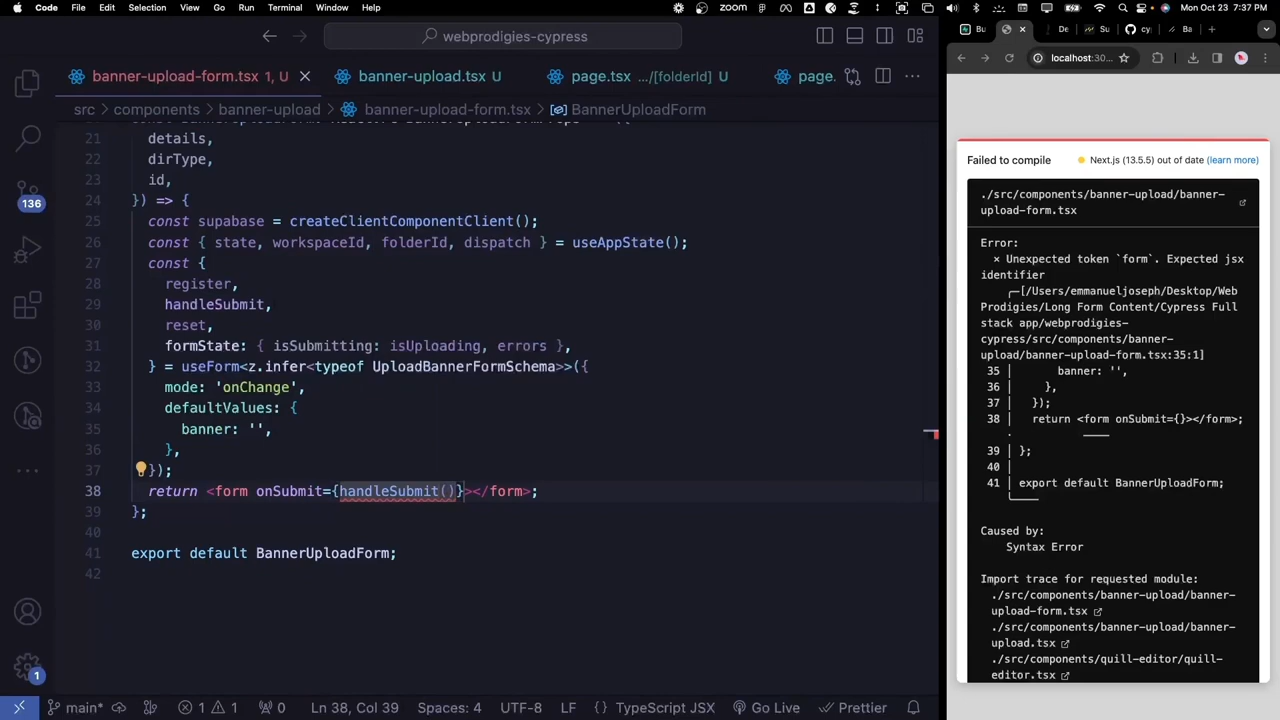 Code File Edit Selection View Go Run Terminal Window Help
zoom
Mon Oct 23 7:37 PM
webprodigies-cypress
banner-upload-form.tsx 1, U
banner-upload.tsx U
page.tsx .../[folderId] U
page.
src > components > banner-upload > banner-upload-form.tsx > BannerUploadForm
21 details,
22 dirType,
23 id,
24 }) => {
25 const supabase = createClientComponentClient();
26 const { state, workspaceId, folderId, dispatch } = useAppState();
27 const {
28 register,
29 handleSubmit,
30 reset,
31 formState: { isSubmitting: isUploading, errors },
32 } = useForm<z.infer<typeof UploadBannerFormSchema>>({
33 mode: 'onChange',
34 defaultValues: {
35 banner: '',
36 },
37 });
38 return <form onSubmit={handleSubmit()}></form>;
39 };
40
41 export default BannerUploadForm;
42
136
1
main*
1 1
0
Ln 38, Col 39
Spaces: 4
UTF-8
LF
{} TypeScript JSX
Go Live
Prettier
Bu
De
Su
cy
Ba
localhost:30...
Failed to compile
Next.js (13.5.5) out of date (learn more)
./src/components/banner-upload/banner-
upload-form.tsx
Error:
× Unexpected token `form`. Expected jsx
identifier
╭─[/Users/emmanueljoseph/Desktop/Web
Prodigies/Long Form Content/Cypress Full
stack app/webprodigies-
cypress/src/components/banner-
upload/banner-upload-form.tsx:35:1]
35 │ banner: '',
36 │ },
37 │ });
38 │ return <form onSubmit={}></form>;
· ────
39 │ };
40 │
41 │ export default BannerUploadForm;
╰────
Caused by:
Syntax Error
Import trace for requested module:
./src/components/banner-upload/banner-
upload-form.tsx
./src/components/banner-upload/banner-
upload.tsx
./src/components/quill-editor/quill-
editor.tsx